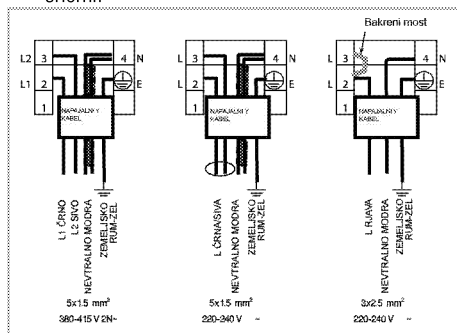 Bakreni most
L2 3 4 N
L1 2 E
1
NAPAJALNI KABEL
L1 ČRNO
L2 SIVO
NEVTRALNO MODRA
ZEMELJSKO RUM-ZEL
5x1.5 mm²
380-415 V 2N~
L 3 4 N
L 2 E
1
NAPAJALNI KABEL
L ČRNA/SIVA
NEVTRALNO MODRA
ZEMELJSKO RUM-ZEL
5x1.5 mm²
220-240 V ~
L 3 4 N
L 2 E
1
NAPAJALNI KABEL
L RJAVA
NEVTRALNO MODRA
ZEMELJSKO RUM-ZEL
3x2.5 mm²
220-240 V ~